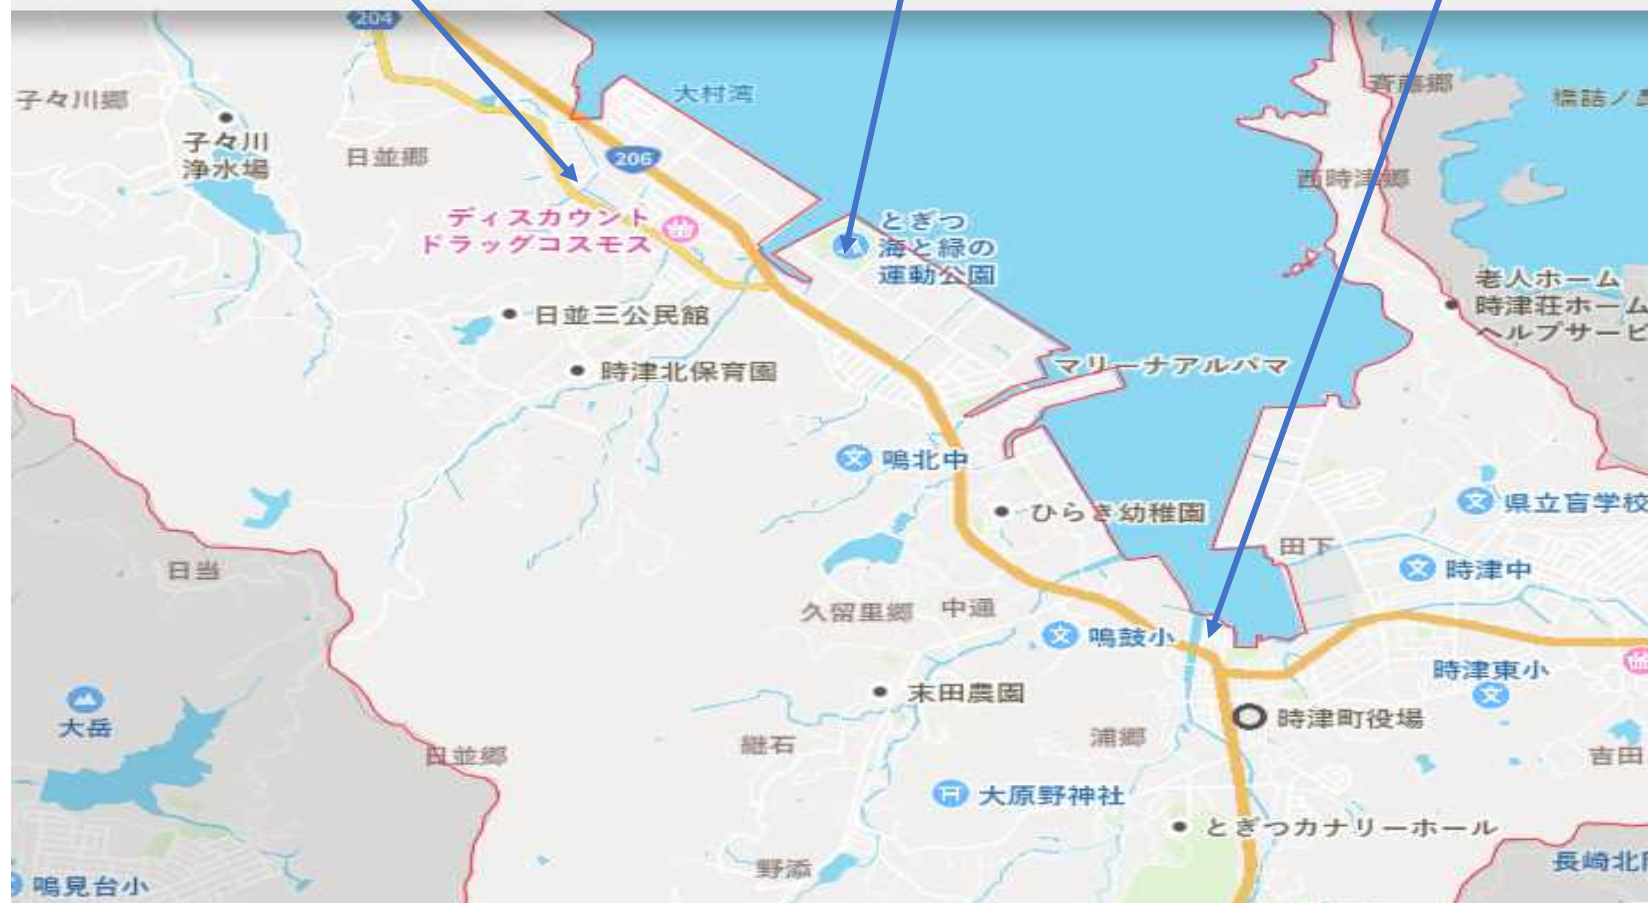 204
子々川郷
大村湾
斉藤郷
子々川
浄水場
日並郷
206
西時津郷
ディスカウント
ドラッグコスモス
とぎつ
海と緑の
運動公園
老人ホーム
時津荘ホーム
ヘルプサービ
日並三公民館
時津北保育園
マリーナアルパマ
鳴北中
文
ひらき幼稚園
県立盲学校
文
日当
田下
時津中
文
久留里郷
中通
鳴鼓小
文
時津東小
文
大岳
末田農園
時津町役場
日並郷
継石
浦郷
吉田
大原野神社
とぎつカナリーホール
野添
長崎北
鳴見台小